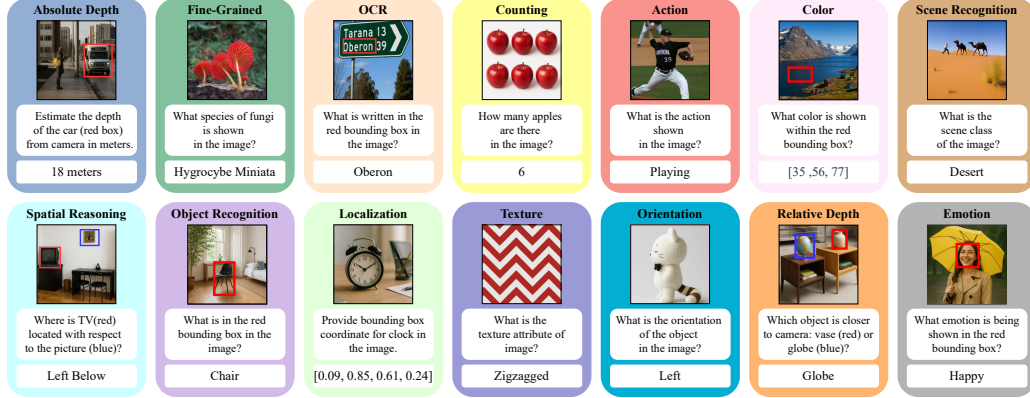 Absolute Depth
Tarana 13
Oberon 39
Estimate the depth
of the car (red box)
from camera in meters.
18 meters
Fine-Grained
What species of fungi
is shown
in the image?
Hygrocybe Miniata
OCR
What is written in the
red bounding box in
the image?
Oberon
Counting
How many apples
are there
in the image?
6
Action
39
What is the action
shown
in the image?
Playing
Color
What color is shown
within the red
bounding box?
[35 ,56, 77]
Scene Recognition
What is the
scene class
of the image?
Desert
Spatial Reasoning
Where is TV(red)
located with respect
to the picture (blue)?
Left Below
Object Recognition
What is in the red
bounding box in the
image?
Chair
Localization
Provide bounding box
coordinate for clock in
the image.
[0.09, 0.85, 0.61, 0.24]
Texture
What is the
texture attribute of
image?
Zigzagged
Orientation
What is the orientation
of the object
in the image?
Left
Relative Depth
Which object is closer
to camera: vase (red) or
globe (blue)?
Globe
Emotion
What emotion is being
shown in the red
bounding box?
Happy